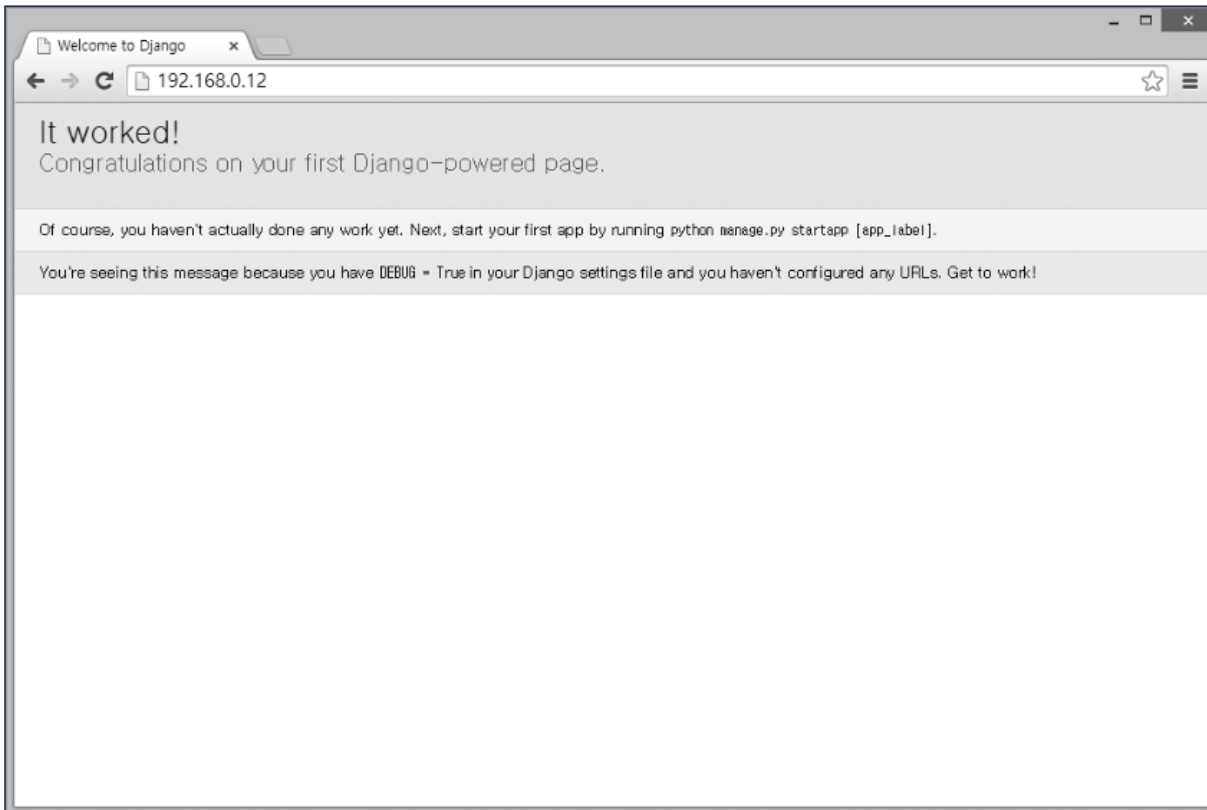 Welcome to Django
192.168.0.12
It worked!
Congratulations on your first Django-powered page.
Of course, you haven't actually done any work yet. Next, start your first app by running python manage.py startapp [app_label].
You're seeing this message because you have DEBUG = True in your Django settings file and you haven't configured any URLs. Get to work!